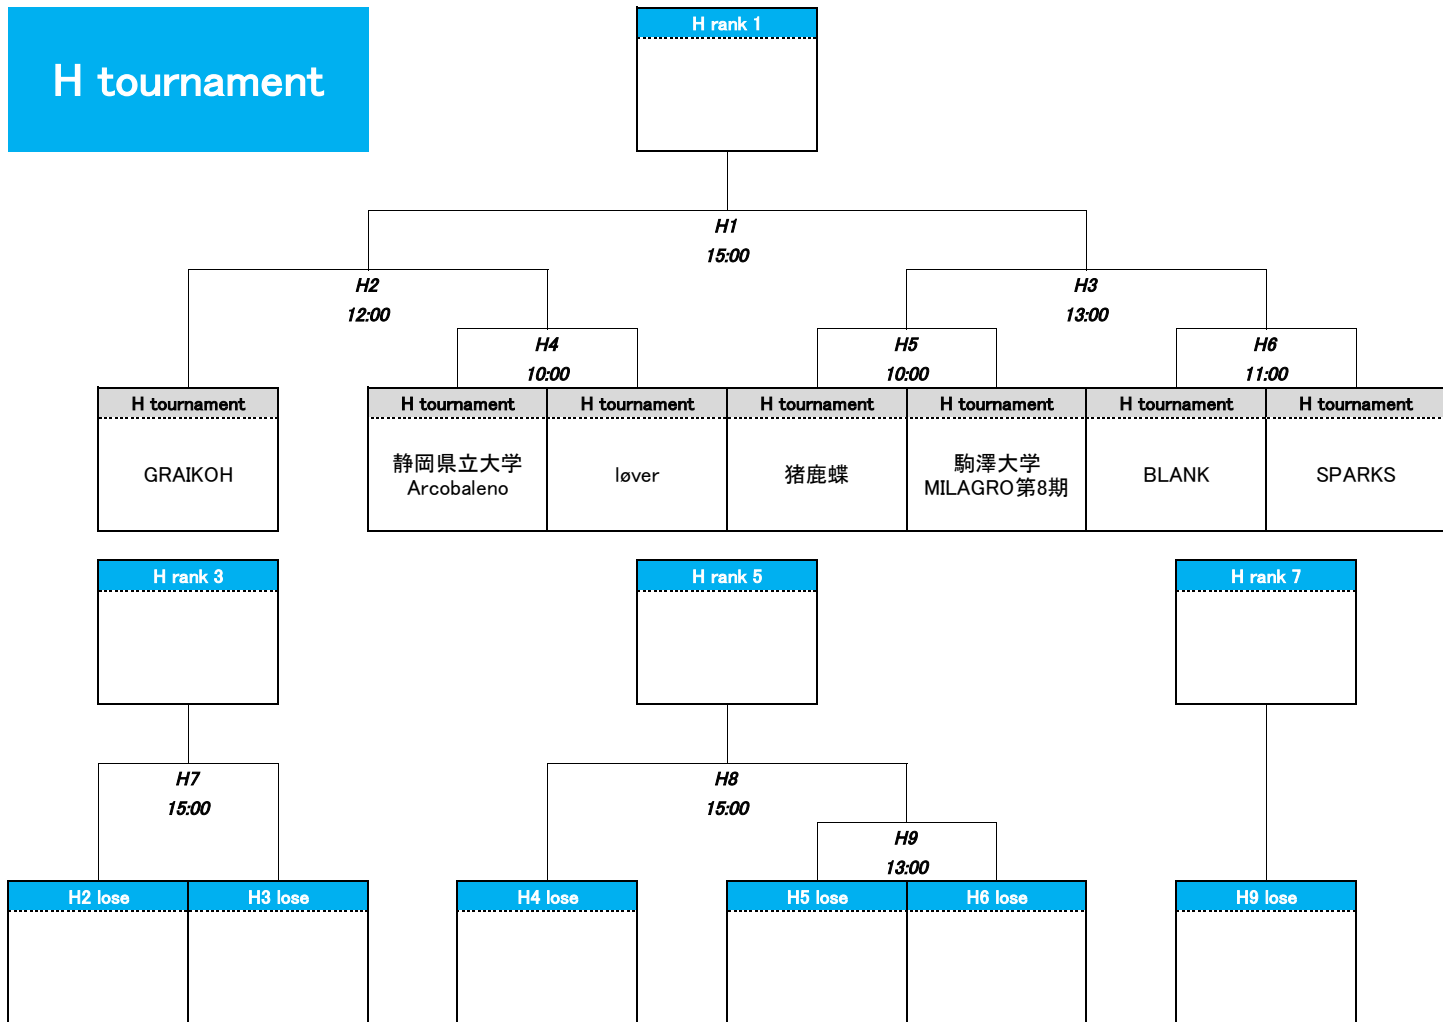 H tournament
H rank 1
H1
15:00
H2
12:00
H3
13:00
H4
10:00
H5
10:00
H6
11:00
H tournament
H tournament
H tournament
H tournament
H tournament
H tournament
H tournament
GRAIKOH
静岡県立大学
Arcobaleno
løver
猪鹿蝶
駒澤大学
MILAGRO第8期
BLANK
SPARKS
H rank 3
H rank 5
H rank 7
H7
15:00
H8
15:00
H9
13:00
H2 lose
H3 lose
H4 lose
H5 lose
H6 lose
H9 lose